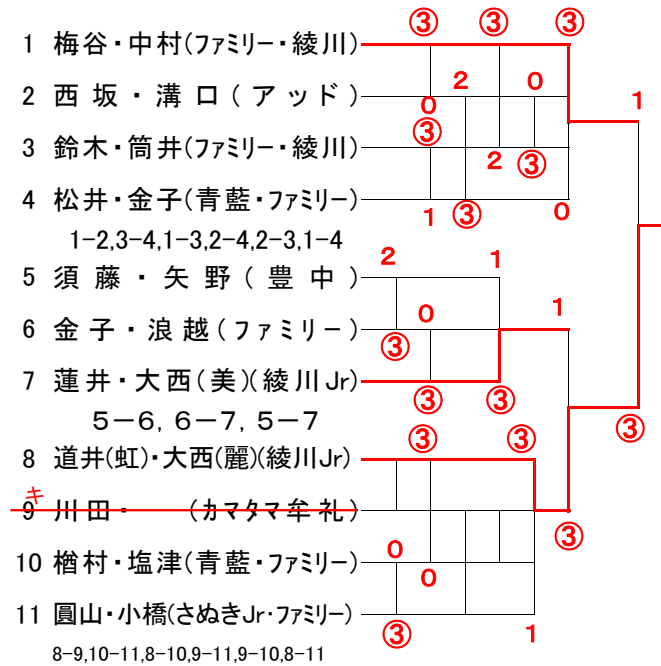 ③ ③ ③
1 梅谷・中村(ファミリー・綾川)
2 0 1
2 西坂・溝口(アッド)
0
③
3 鈴木・筒井(ファミリー・綾川)
2 ③
4 松井・金子(青藍・ファミリー)
1 ③ 0
1-2,3-4,1-3,2-4,2-3,1-4
2 1
5 須藤・矢野(豊中)
0 1
6 金子・浪越(ファミリー)
③
7 蓮井・大西(美)(綾川Jr)
③ ③
5-6, 6-7, 5-7
③ ③ ③
8 道井(虹)・大西(麗)(綾川Jr)
キ
9 川田・ (カマタマ牟礼)
③
0
10 楢村・塩津(青藍・ファミリー)
0
11 圓山・小橋(さぬきJr・ファミリー)
③ 1
8-9,10-11,8-10,9-11,9-10,8-11